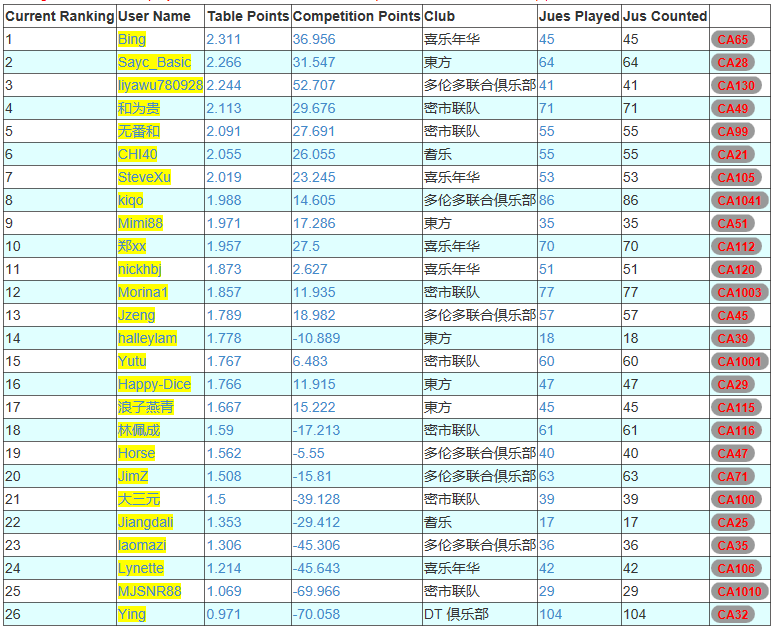 Current Ranking User Name Table Points Competition Points Club Jues Played Jus Counted
1 Bing 2.311 36.956 喜乐年华 45 45 CA65
2 Sayc_Basic 2.266 31.547 東方 64 64 CA28
3 liyawu780928 2.244 52.707 多伦多联合俱乐部 41 41 CA130
4 和为贵 2.113 29.676 密市联队 71 71 CA49
5 无番和 2.091 27.691 密市联队 55 55 CA99
6 CHI40 2.055 26.055 耆乐 55 55 CA21
7 SteveXu 2.019 23.245 喜乐年华 53 53 CA105
8 kiqo 1.988 14.605 多伦多联合俱乐部 86 86 CA1041
9 Mimi88 1.971 17.286 東方 35 35 CA51
10 郑xx 1.957 27.5 喜乐年华 70 70 CA112
11 nickhbj 1.873 2.627 喜乐年华 51 51 CA120
12 Morina1 1.857 11.935 密市联队 77 77 CA1003
13 Jzeng 1.789 18.982 多伦多联合俱乐部 57 57 CA45
14 halleylam 1.778 -10.889 東方 18 18 CA39
15 Yutu 1.767 6.483 密市联队 60 60 CA1001
16 Happy-Dice 1.766 11.915 東方 47 47 CA29
17 浪子燕青 1.667 15.222 東方 45 45 CA115
18 林佩成 1.59 -17.213 密市联队 61 61 CA116
19 Horse 1.562 -5.55 多伦多联合俱乐部 40 40 CA47
20 JimZ 1.508 -15.81 多伦多联合俱乐部 63 63 CA71
21 大三元 1.5 -39.128 密市联队 39 39 CA100
22 Jiangdali 1.353 -29.412 耆乐 17 17 CA25
23 laomazi 1.306 -45.306 多伦多联合俱乐部 36 36 CA35
24 Lynette 1.214 -45.643 喜乐年华 42 42 CA106
25 MJSNR88 1.069 -69.966 密市联队 29 29 CA1010
26 Ying 0.971 -70.058 DT 俱乐部 104 104 CA32